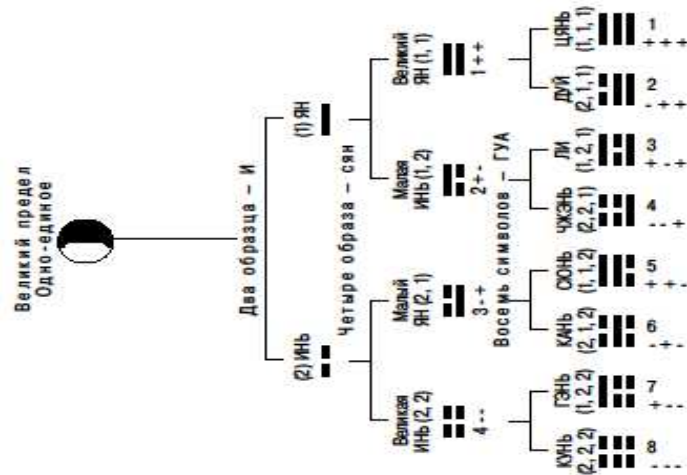 Великий предел
Одно-единое
Два образца – И
(2) ИНЬ
(1) ЯН
Четыре образа – сян
Великая
ИНЬ (2, 2)
4 - -
Малый
ЯН (2, 1)
3 - +
Малая
ИНЬ (1, 2)
2 + -
Великий
ЯН (1, 1)
1 + +
Восемь символов – ГУА
КУНЬ
(2, 2, 2)
8
- - -
ГЭНЬ
(1, 2, 2)
7
+ - -
КАНЬ
(2, 1, 2)
6
- + -
СЮНЬ
(1, 1, 2)
5
+ + -
ЧЖЭНЬ
(2, 2, 1)
4
- - +
ЛИ
(1, 2, 1)
3
+ - +
ДУЙ
(2, 1, 1)
2
- + +
ЦЯНЬ
(1, 1, 1)
1
+ + +